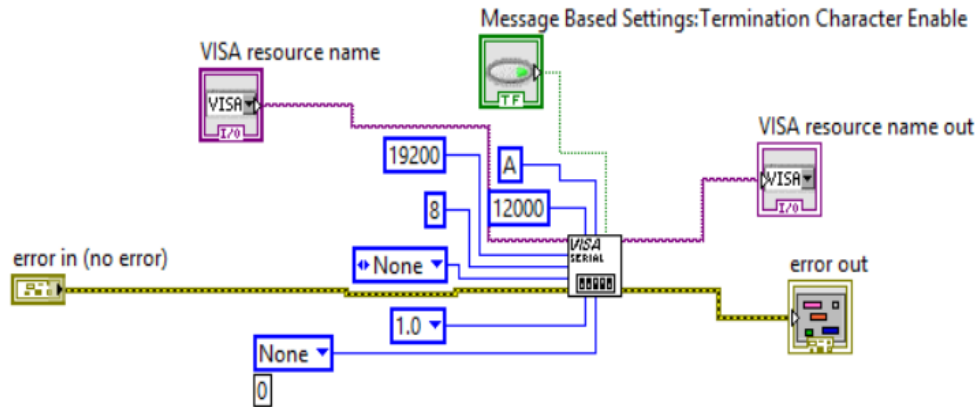 Message Based Settings:Termination Character Enable
VISA resource name
TF
VISA
I/O
VISA resource name out
19200
A
VISA
I/O
8
12000
VISA
SERIAL
error in (no error)
None
error out
1.0
None
0